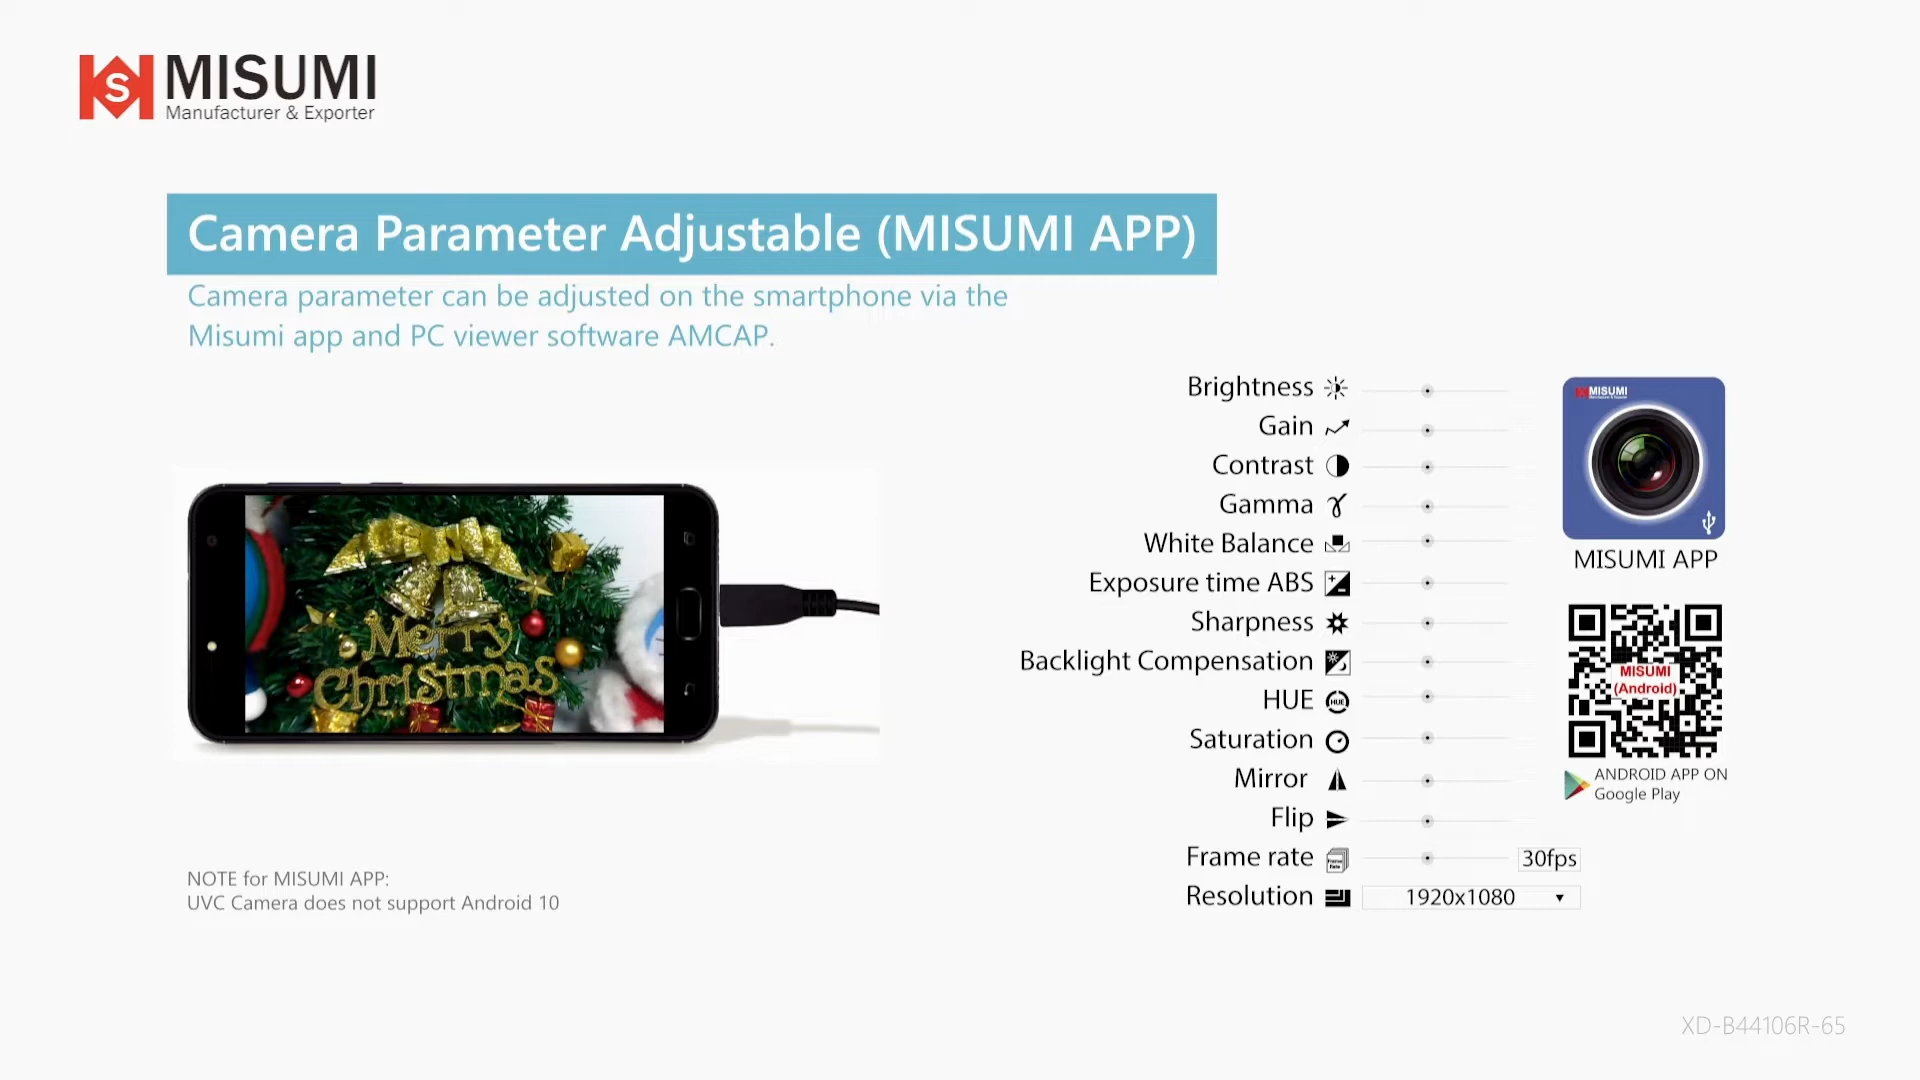 MISUMI
Manufacturer & Exporter
Camera Parameter Adjustable (MISUMI APP)
Camera parameter can be adjusted on the smartphone via the
Misumi app and PC viewer software AMCAP.
Merry
Christmas
Brightness
Gain
Contrast
Gamma
White Balance
Exposure time ABS
Sharpness
Backlight Compensation
HUE HUE
Saturation
Mirror
Flip
Frame rate 30fps
Resolution 1920x1080
MISUMI
MISUMI APP
MISUMI
(Android)
ANDROID APP ON
Google Play
NOTE for MISUMI APP:
UVC Camera does not support Android 10
XD-B44106R-65